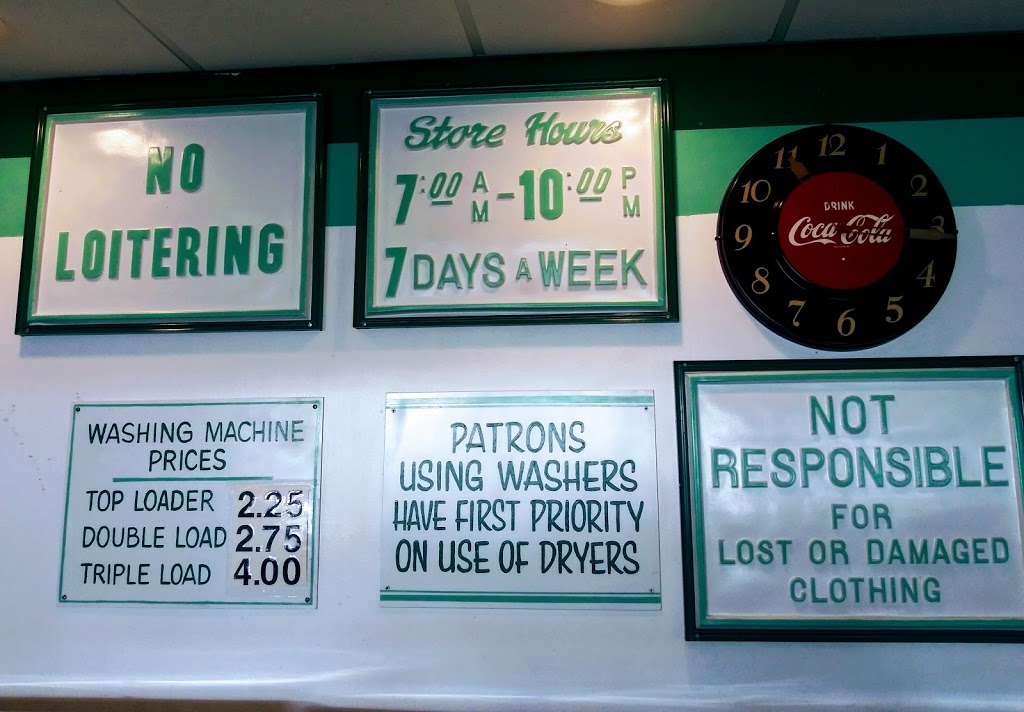 NO
LOITERING
Store Hours
7:00 AM - 10:00 PM
7 DAYS A WEEK
12
1
2
3
4
5
6
7
8
9
10
11
DRINK
Coca-Cola
WASHING MACHINE
PRICES
TOP LOADER 2.25
DOUBLE LOAD 2.75
TRIPLE LOAD 4.00
PATRONS
USING WASHERS
HAVE FIRST PRIORITY
ON USE OF DRYERS
NOT
RESPONSIBLE
FOR
LOST OR DAMAGED
CLOTHING